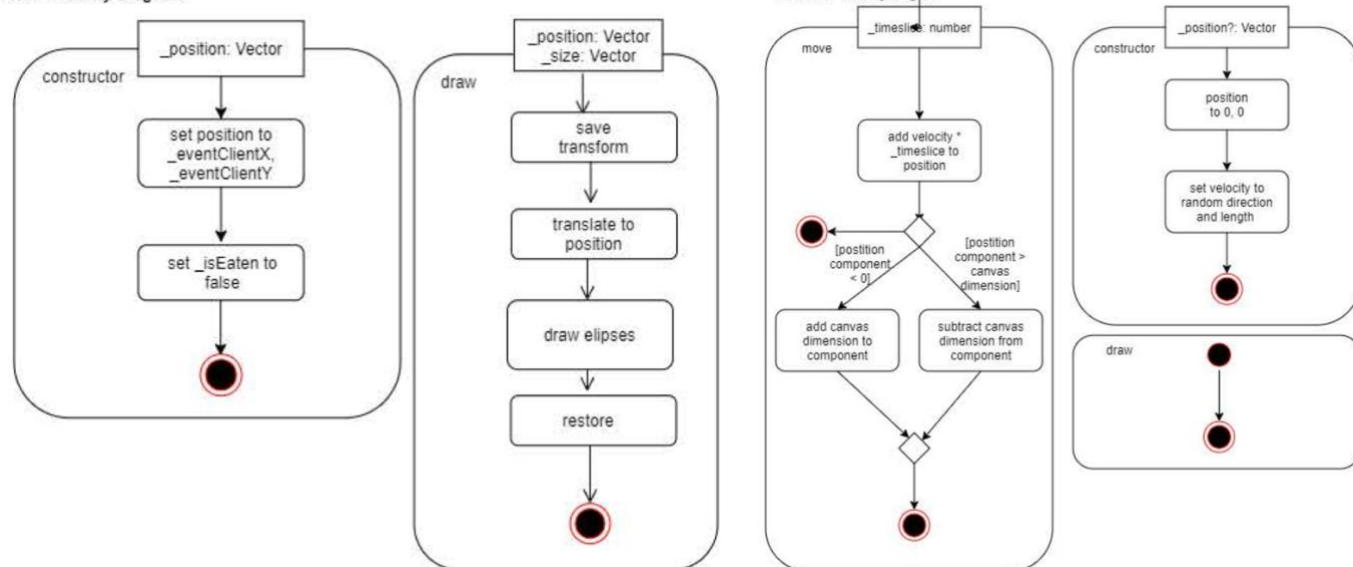 _position: Vector
constructor
set position to
_eventClientX,
_eventClientY
set _isEaten to
false
_position: Vector
_size: Vector
draw
save
transform
translate to
position
draw elipses
restore
_timeslice: number
move
add velocity *
_timeslice to
position
[postition
component
< 0]
[postition
component >
canvas
dimension]
add canvas
dimension to
component
subtract canvas
dimension from
component
_position?: Vector
constructor
position
to 0, 0
set velocity to
random direction
and length
draw